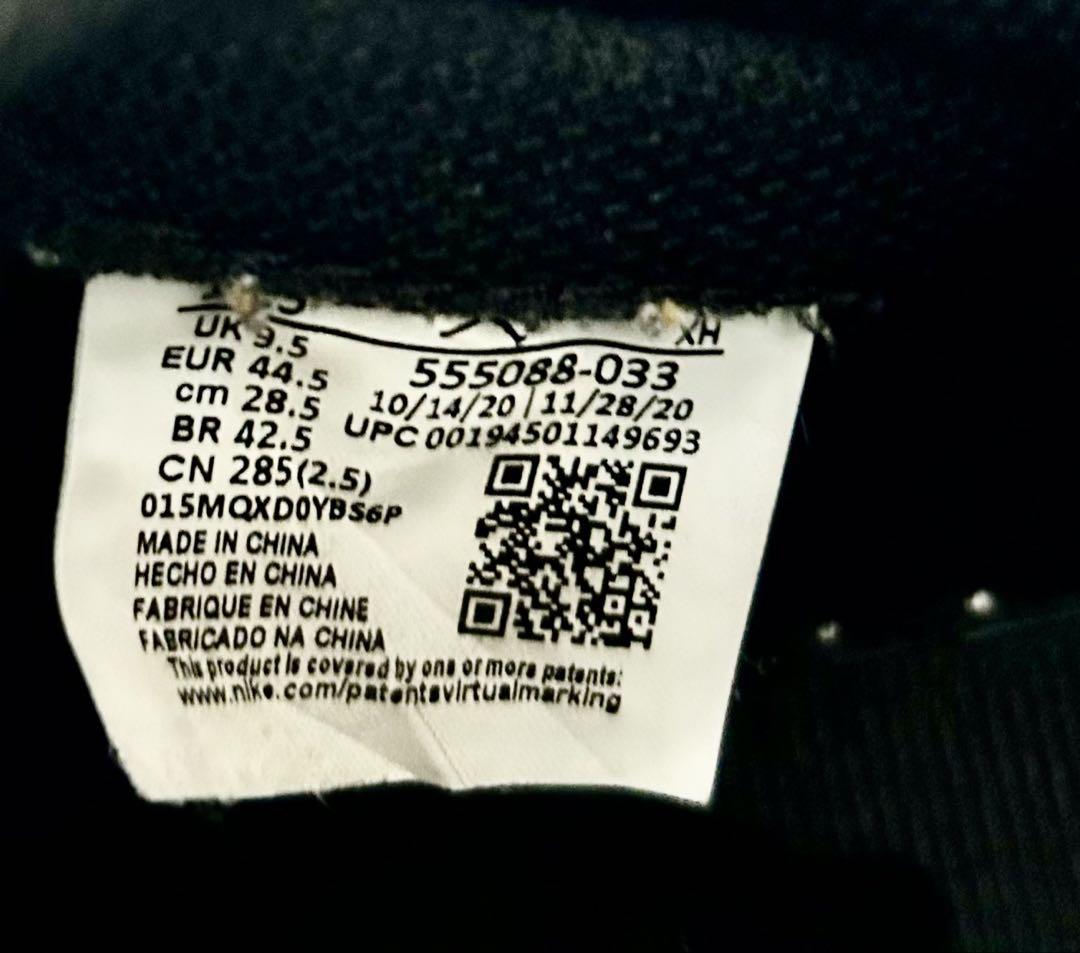 XH
UK 9.5
EUR 44.5
cm 28.5
BR 42.5
CN 285(2.5)
555088-033
10/14/20 | 11/28/20
UPC 00194501149693
015MQXD0YBS6P
MADE IN CHINA
HECHO EN CHINA
FABRIQUE EN CHINE
FABRICADO NA CHINA
This product is covered by one or more patents:
www.nike.com/patentsvirtualmarking